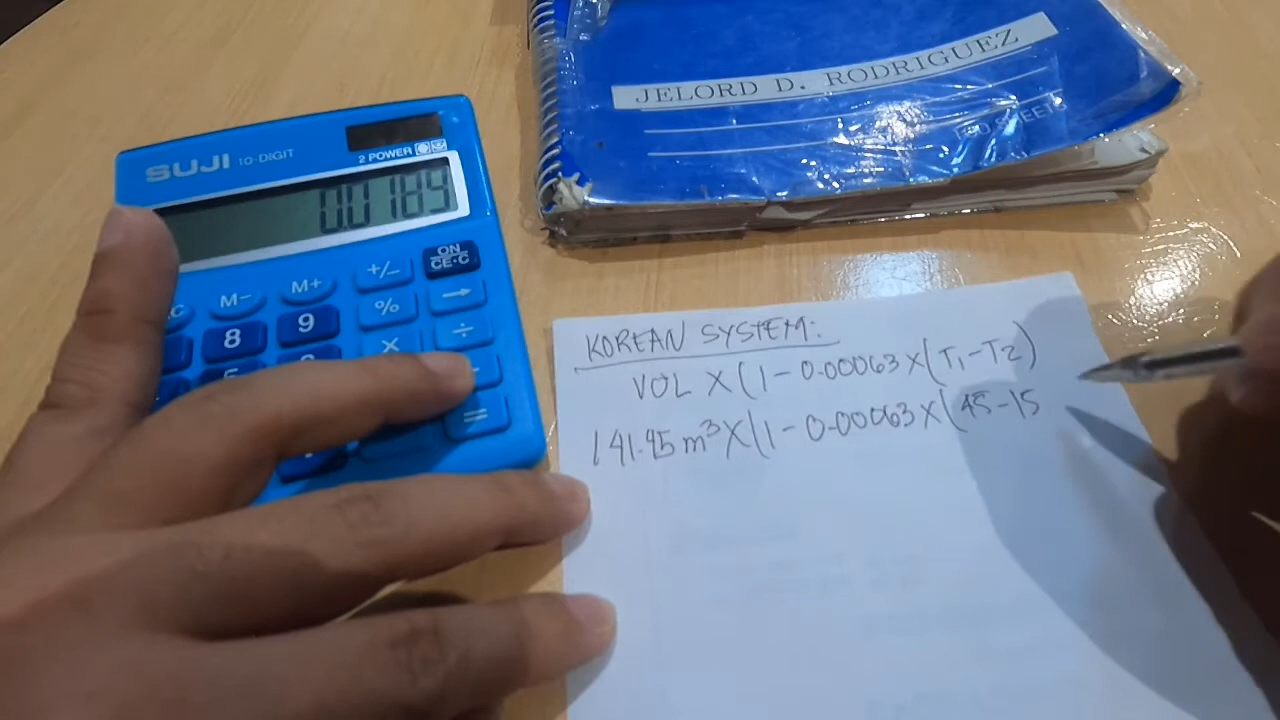 JELORD D. RODRIGUEZ
SUJI 10-DIGIT
2 POWER
0.0189
ON
CE·C
+/−
→
M−
M+
%
÷
8
9
×
=
KOREAN SYSTEM:
VOL X (1 - 0.00063 X (T1 - T2)
141.95 m³ X (1 - 0.00063 X (45 - 15